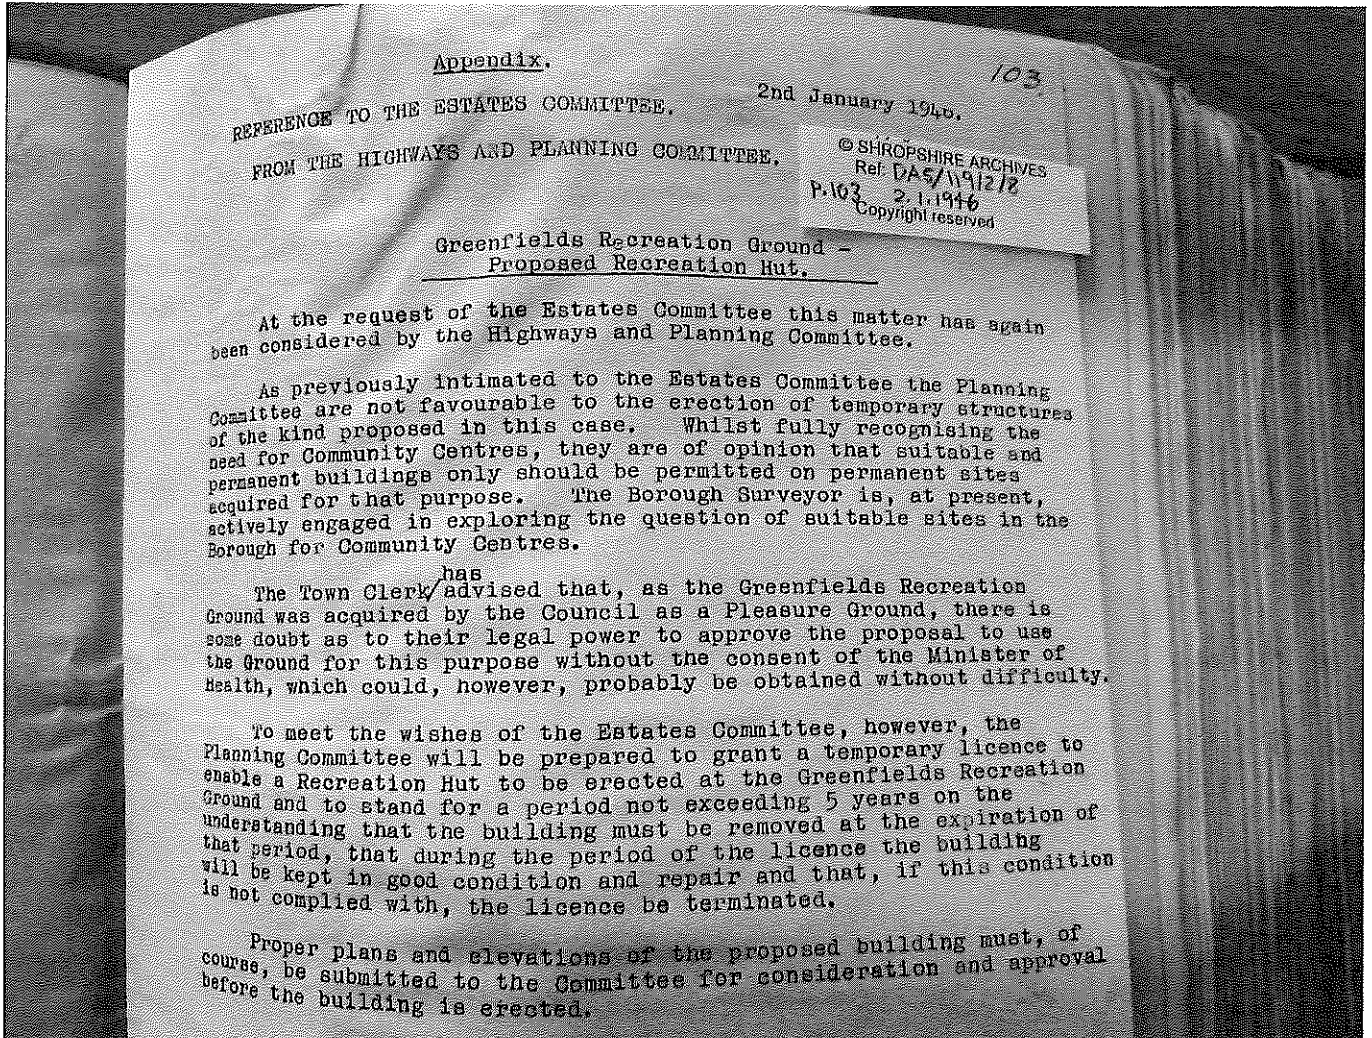 Appendix.
103
REFERENCE TO THE ESTATES COMMITTEE.
2nd January 1946.
FROM THE HIGHWAYS AND PLANNING COMMITTEE.
© SHROPSHIRE ARCHIVES
Ref: DA5/119/2/8
P.103 2.1.1946
Copyright reserved
Greenfields Recreation Ground -
Proposed Recreation Hut.
At the request of the Estates Committee this matter has again
been considered by the Highways and Planning Committee.
As previously intimated to the Estates Committee the Planning
Committee are not favourable to the erection of temporary structures
of the kind proposed in this case. Whilst fully recognising the
need for Community Centres, they are of opinion that suitable and
permanent buildings only should be permitted on permanent sites
acquired for that purpose. The Borough Surveyor is, at present,
actively engaged in exploring the question of suitable sites in the
Borough for Community Centres.
has
The Town Clerk/advised that, as the Greenfields Recreation
Ground was acquired by the Council as a Pleasure Ground, there is
some doubt as to their legal power to approve the proposal to use
the Ground for this purpose without the consent of the Minister of
Health, which could, however, probably be obtained without difficulty.
To meet the wishes of the Estates Committee, however, the
Planning Committee will be prepared to grant a temporary licence to
enable a Recreation Hut to be erected at the Greenfields Recreation
Ground and to stand for a period not exceeding 5 years on the
understanding that the building must be removed at the expiration of
that period, that during the period of the licence the building
will be kept in good condition and repair and that, if this condition
is not complied with, the licence be terminated.
Proper plans and elevations of the proposed building must, of
course, be submitted to the Committee for consideration and approval
before the building is erected.